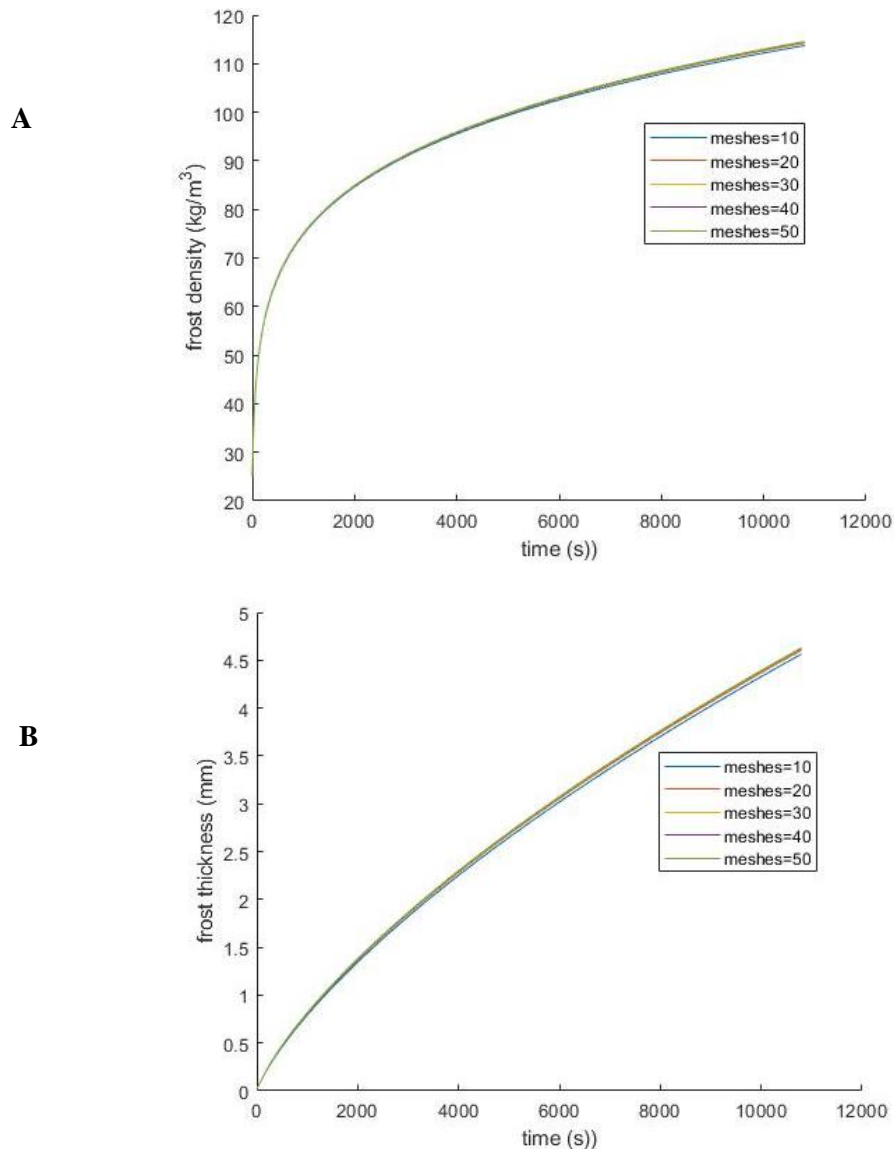 A
120
110
100
90
80
70
60
50
40
30
20
frost density (kg/m³)
meshes=10
meshes=20
meshes=30
meshes=40
meshes=50
0 2000 4000 6000 8000 10000 12000
time (s))
B
5
4.5
4
3.5
3
2.5
2
1.5
1
0.5
0
frost thickness (mm)
meshes=10
meshes=20
meshes=30
meshes=40
meshes=50
0 2000 4000 6000 8000 10000 12000
time (s))